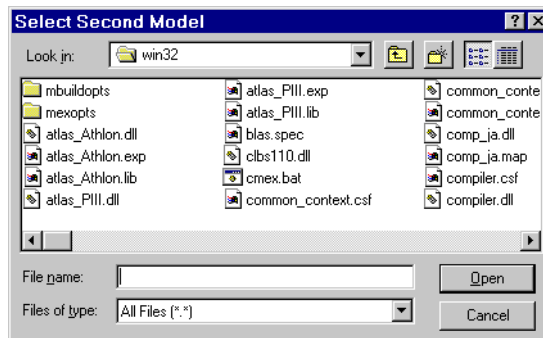 Select Second Model
Look in: win32
mbuildopts
mexopts
atlas_Athlon.dll
atlas_Athlon.exp
atlas_Athlon.lib
atlas_PIII.dll
atlas_PIII.exp
atlas_PIII.lib
blas.spec
clbs110.dll
cmex.bat
common_context.csf
common_conte
common_conte
comp_ja.dll
comp_ja.map
compiler.csf
compiler.dll
File name:
Open
Files of type: All Files (*.*)
Cancel